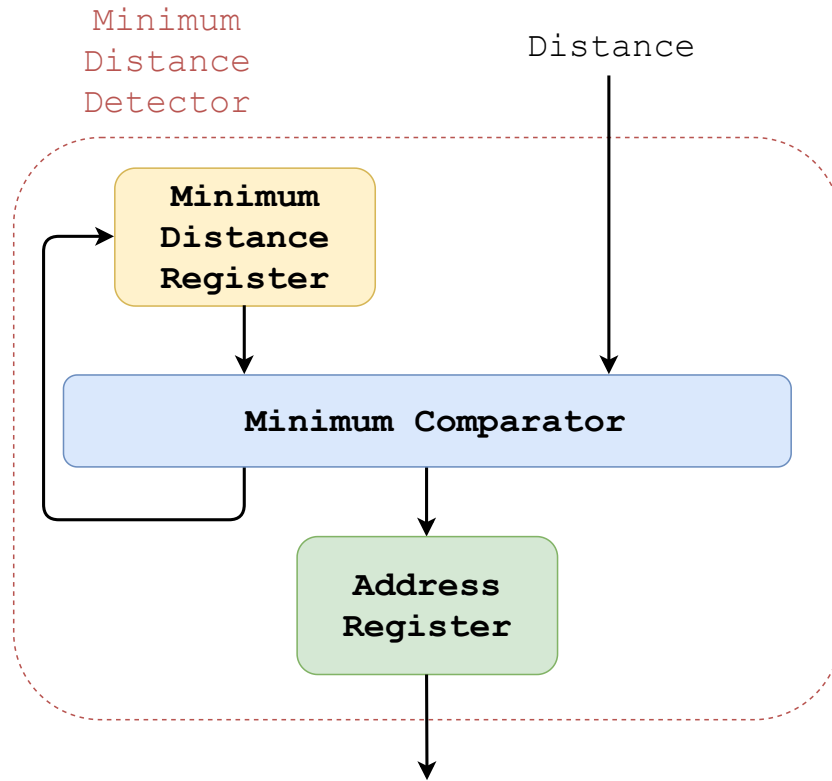 Minimum
Distance
Detector
Distance
Minimum
Distance
Register
Minimum Comparator
Address
Register